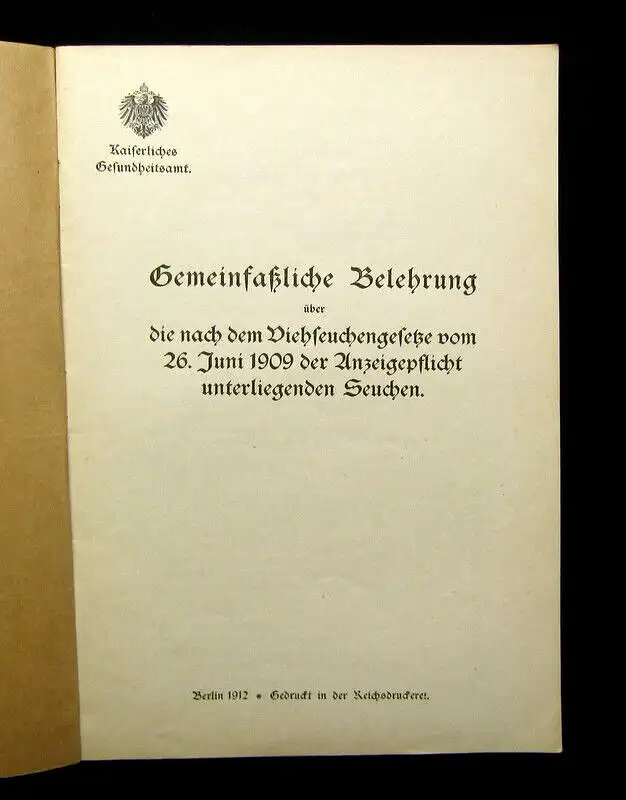 Kaiserliches
Gesundheitsamt.
Gemeinfaßliche Belehrung
über
die nach dem Viehseuchengesetze vom
26. Juni 1909 der Anzeigepflicht
unterliegenden Seuchen.
Berlin 1912 * Gedruckt in der Reichsdruckerei.